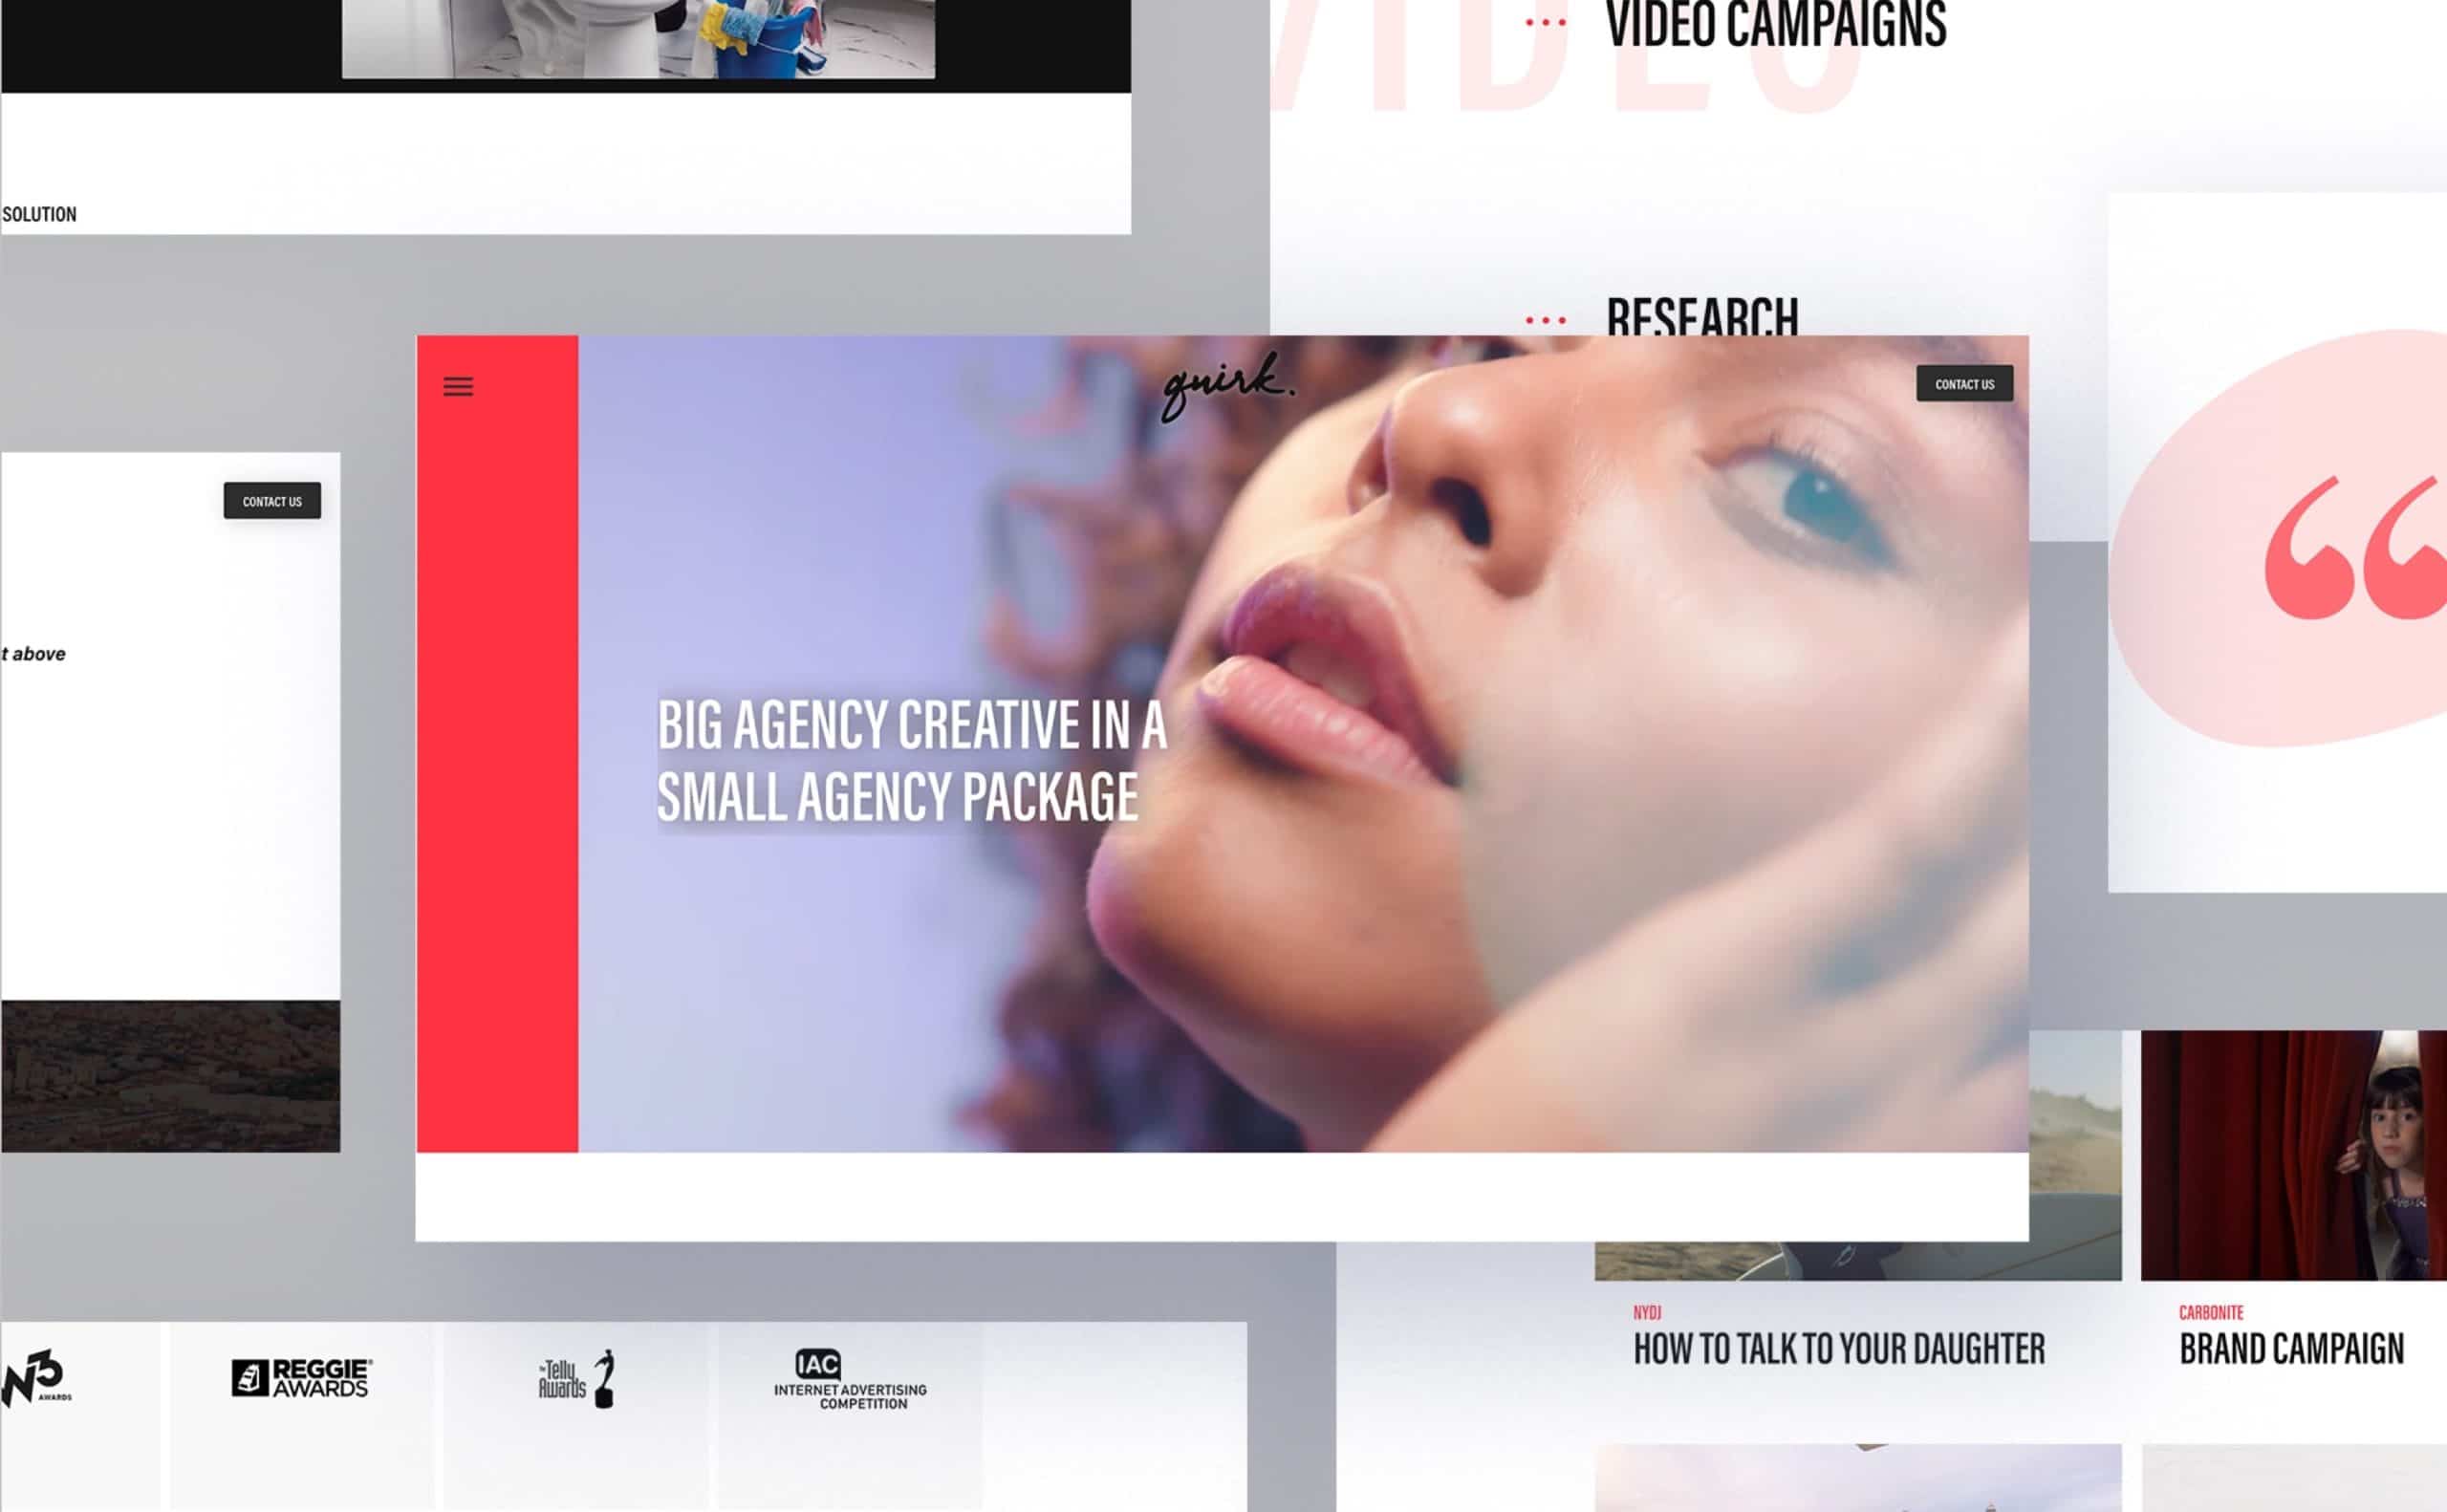 VIDEO
VIDEO CAMPAIGNS
SOLUTION
RESEARCH
quirk.
CONTACT US
CONTACT US
t above
““
BIG AGENCY CREATIVE IN A
SMALL AGENCY PACKAGE
NYDJ
HOW TO TALK TO YOUR DAUGHTER
CARBONITE
BRAND CAMPAIGN
AWARDS
REGGIE®
AWARDS
The Telly
Awards
IAC
INTERNET ADVERTISING
COMPETITION